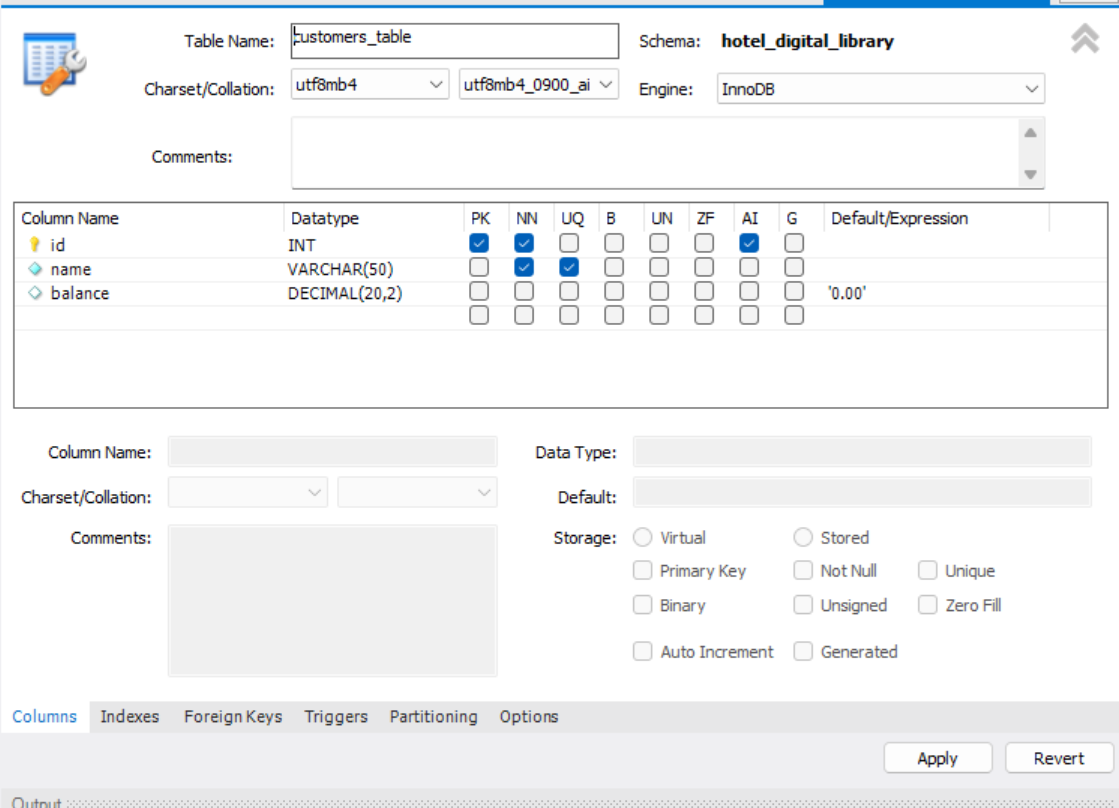 Table Name: customers_table Schema: hotel_digital_library
Charset/Collation: utf8mb4 utf8mb4_0900_ai Engine: InnoDB
Comments:
Column Name Datatype PK NN UQ B UN ZF AI G Default/Expression
id INT
name VARCHAR(50)
balance DECIMAL(20,2) '0.00'
Column Name: Data Type:
Charset/Collation: Default:
Comments: Storage: Virtual Stored
Primary Key Not Null Unique
Binary Unsigned Zero Fill
Auto Increment Generated
Columns Indexes Foreign Keys Triggers Partitioning Options
Apply Revert
Output